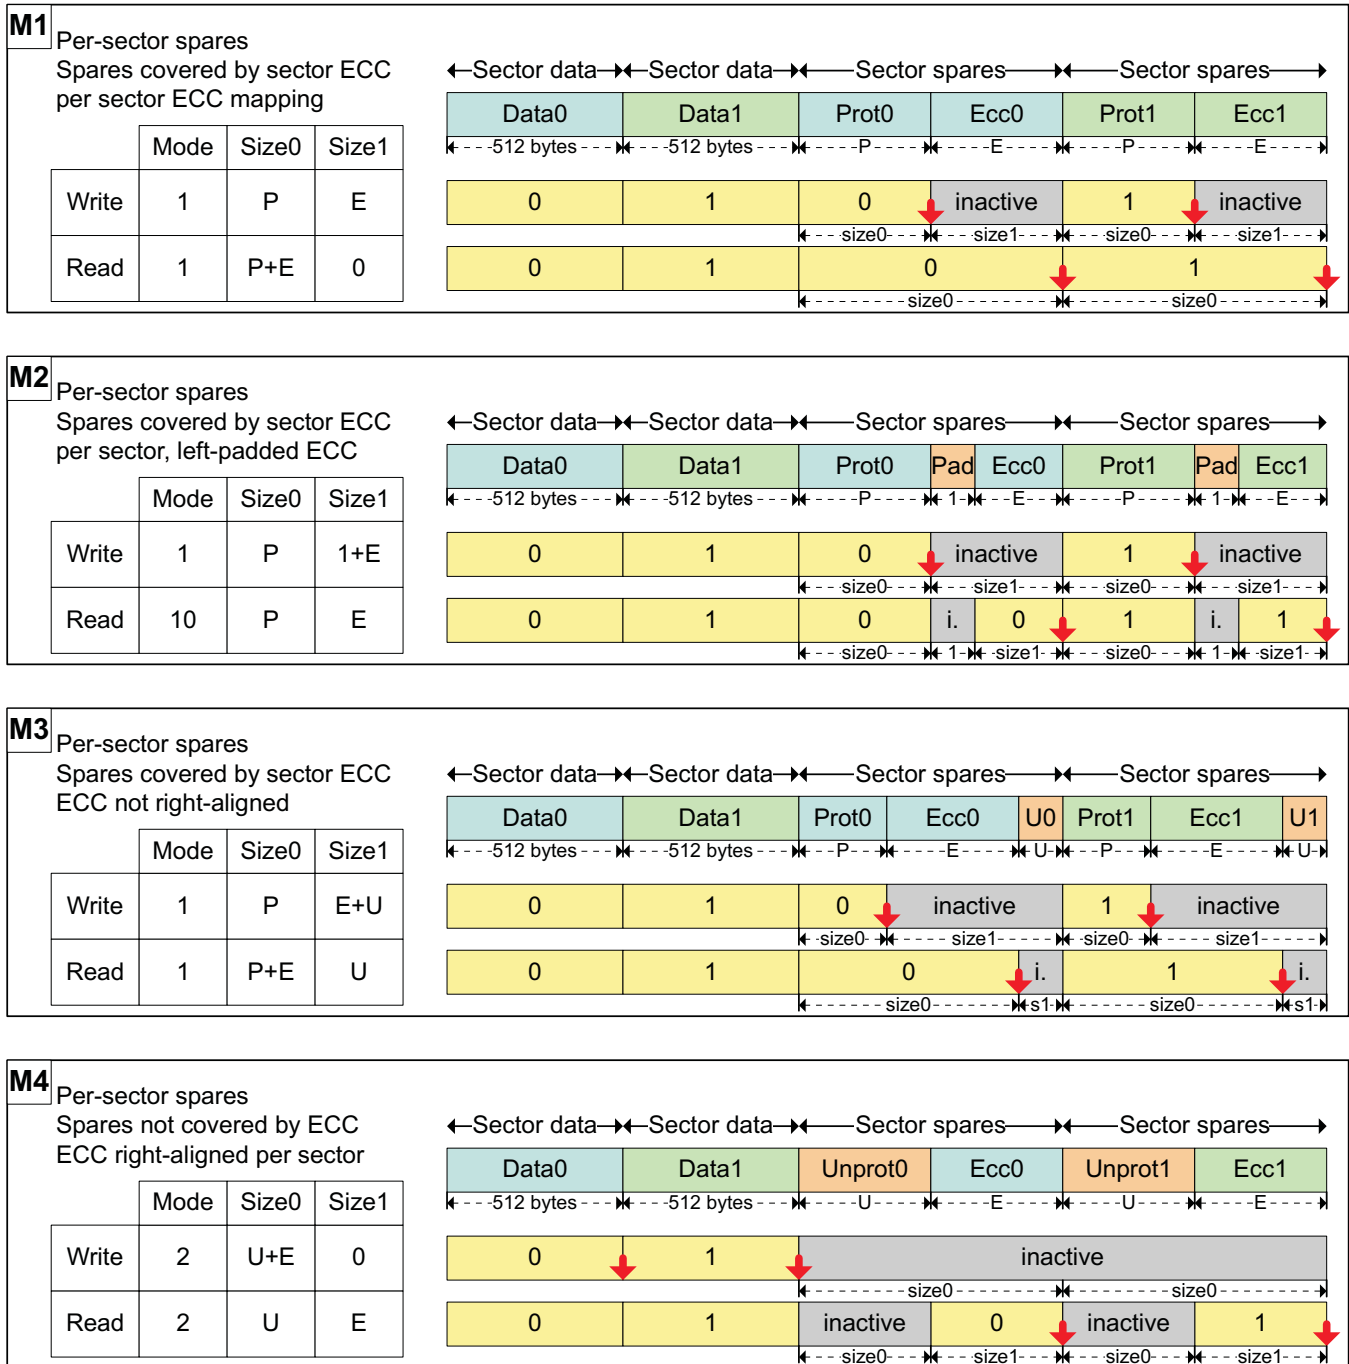 M1
Per-sector spares
Spares covered by sector ECC
per sector ECC mapping
Mode Size0 Size1
Write 1 P E
Read 1 P+E 0
Sector data Sector data Sector spares Sector spares
Data0 Data1 Prot0 Ecc0 Prot1 Ecc1
512 bytes 512 bytes P E P E
0 1 0 inactive 1 inactive
size0 size1 size0 size1
0 1 0 1
size0 size0
M2
Per-sector spares
Spares covered by sector ECC
per sector, left-padded ECC
Mode Size0 Size1
Write 1 P 1+E
Read 10 P E
Sector data Sector data Sector spares Sector spares
Data0 Data1 Prot0 Pad Ecc0 Prot1 Pad Ecc1
512 bytes 512 bytes P 1 E P 1 E
0 1 0 inactive 1 inactive
size0 size1 size0 size1
0 1 0 i. 0 1 i. 1
size0 1 size1 size0 1 size1
M3
Per-sector spares
Spares covered by sector ECC
ECC not right-aligned
Mode Size0 Size1
Write 1 P E+U
Read 1 P+E U
Sector data Sector data Sector spares Sector spares
Data0 Data1 Prot0 Ecc0 U0 Prot1 Ecc1 U1
512 bytes 512 bytes P E U P E U
0 1 0 inactive 1 inactive
size0 size1 size0 size1
0 1 0 i. 1 i.
size0 s1 size0 s1
M4
Per-sector spares
Spares not covered by ECC
ECC right-aligned per sector
Mode Size0 Size1
Write 2 U+E 0
Read 2 U E
Sector data Sector data Sector spares Sector spares
Data0 Data1 Unprot0 Ecc0 Unprot1 Ecc1
512 bytes 512 bytes U E U E
0 1 inactive
size0 size0
0 1 inactive 0 inactive 1
size0 size1 size0 size1